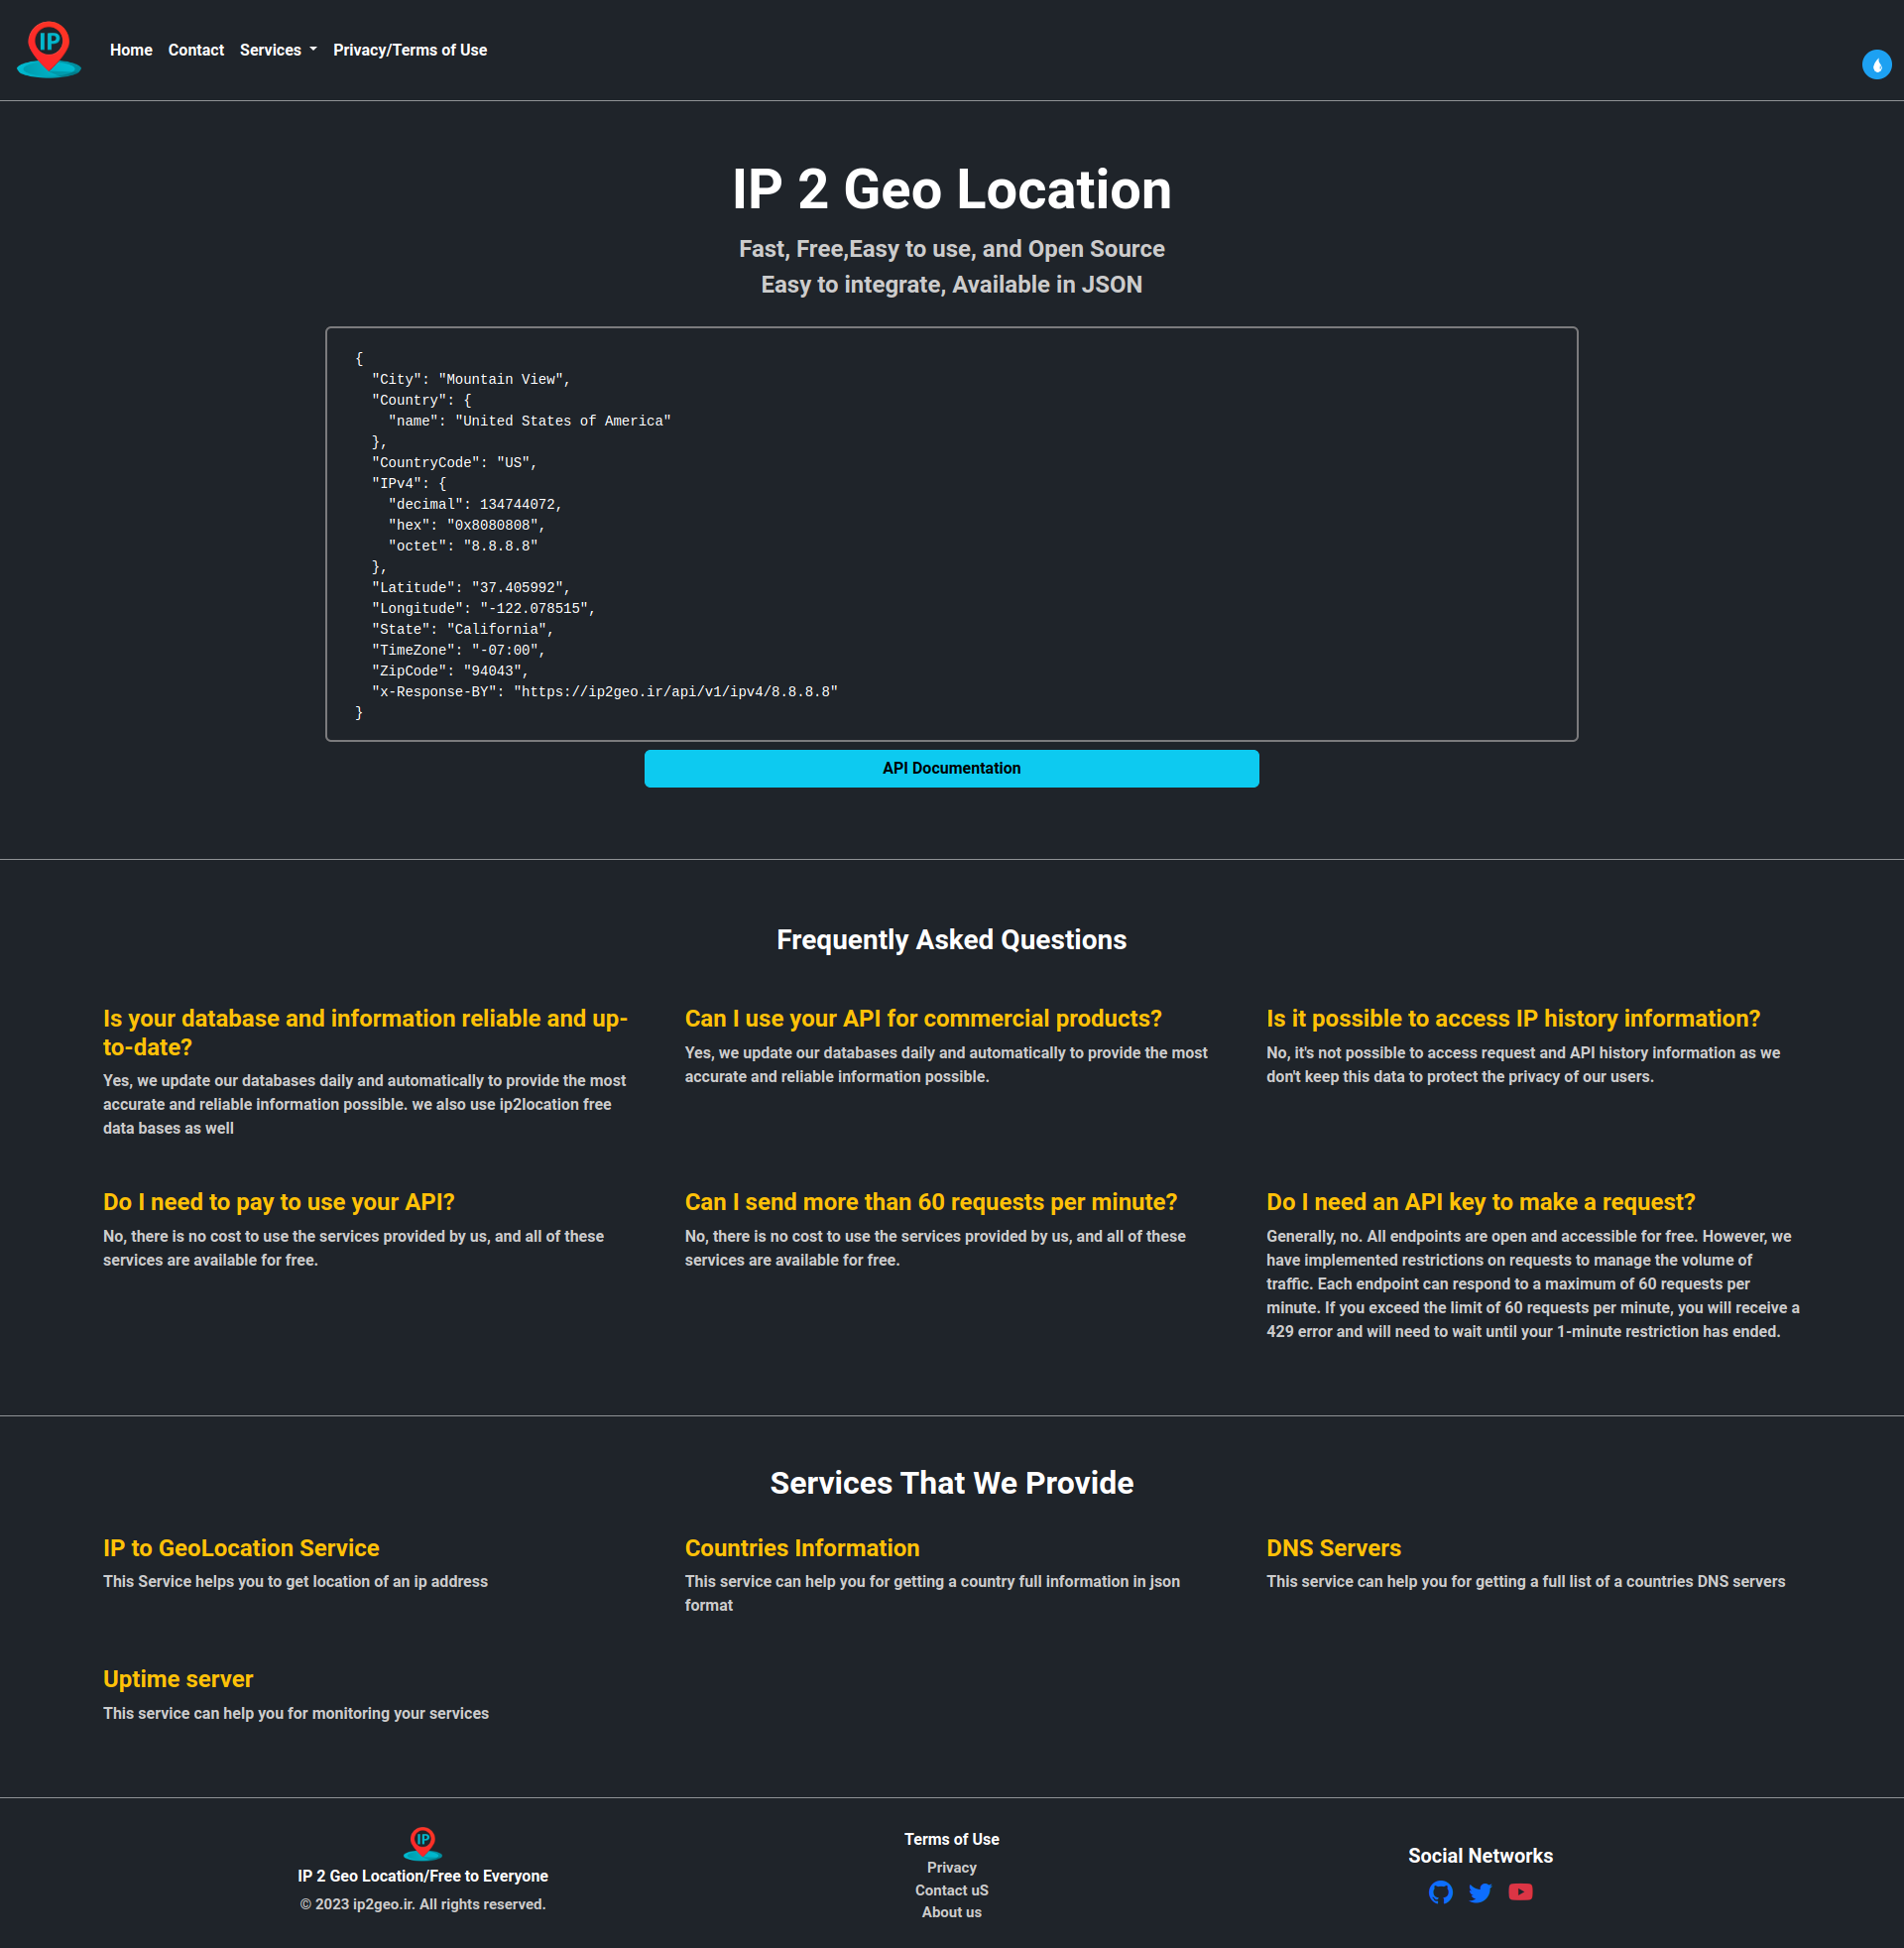 IP
Home
Contact
Services
Privacy/Terms of Use
IP 2 Geo Location
Fast, Free,Easy to use, and Open Source
Easy to integrate, Available in JSON
{
  "City": "Mountain View",
  "Country": {
    "name": "United States of America"
  },
  "CountryCode": "US",
  "IPv4": {
    "decimal": 134744072,
    "hex": "0x8080808",
    "octet": "8.8.8.8"
  },
  "Latitude": "37.405992",
  "Longitude": "-122.078515",
  "State": "California",
  "TimeZone": "-07:00",
  "ZipCode": "94043",
  "x-Response-BY": "https://ip2geo.ir/api/v1/ipv4/8.8.8.8"
}
API Documentation
Frequently Asked Questions
Is your database and information reliable and up-
to-date?
Yes, we update our databases daily and automatically to provide the most
accurate and reliable information possible. we also use ip2location free
data bases as well
Can I use your API for commercial products?
Yes, we update our databases daily and automatically to provide the most
accurate and reliable information possible.
Is it possible to access IP history information?
No, it's not possible to access request and API history information as we
don't keep this data to protect the privacy of our users.
Do I need to pay to use your API?
No, there is no cost to use the services provided by us, and all of these
services are available for free.
Can I send more than 60 requests per minute?
No, there is no cost to use the services provided by us, and all of these
services are available for free.
Do I need an API key to make a request?
Generally, no. All endpoints are open and accessible for free. However, we
have implemented restrictions on requests to manage the volume of
traffic. Each endpoint can respond to a maximum of 60 requests per
minute. If you exceed the limit of 60 requests per minute, you will receive a
429 error and will need to wait until your 1-minute restriction has ended.
Services That We Provide
IP to GeoLocation Service
This Service helps you to get location of an ip address
Countries Information
This service can help you for getting a country full information in json
format
DNS Servers
This service can help you for getting a full list of a countries DNS servers
Uptime server
This service can help you for monitoring your services
IP
IP 2 Geo Location/Free to Everyone
© 2023 ip2geo.ir. All rights reserved.
Terms of Use
Privacy
Contact uS
About us
Social Networks